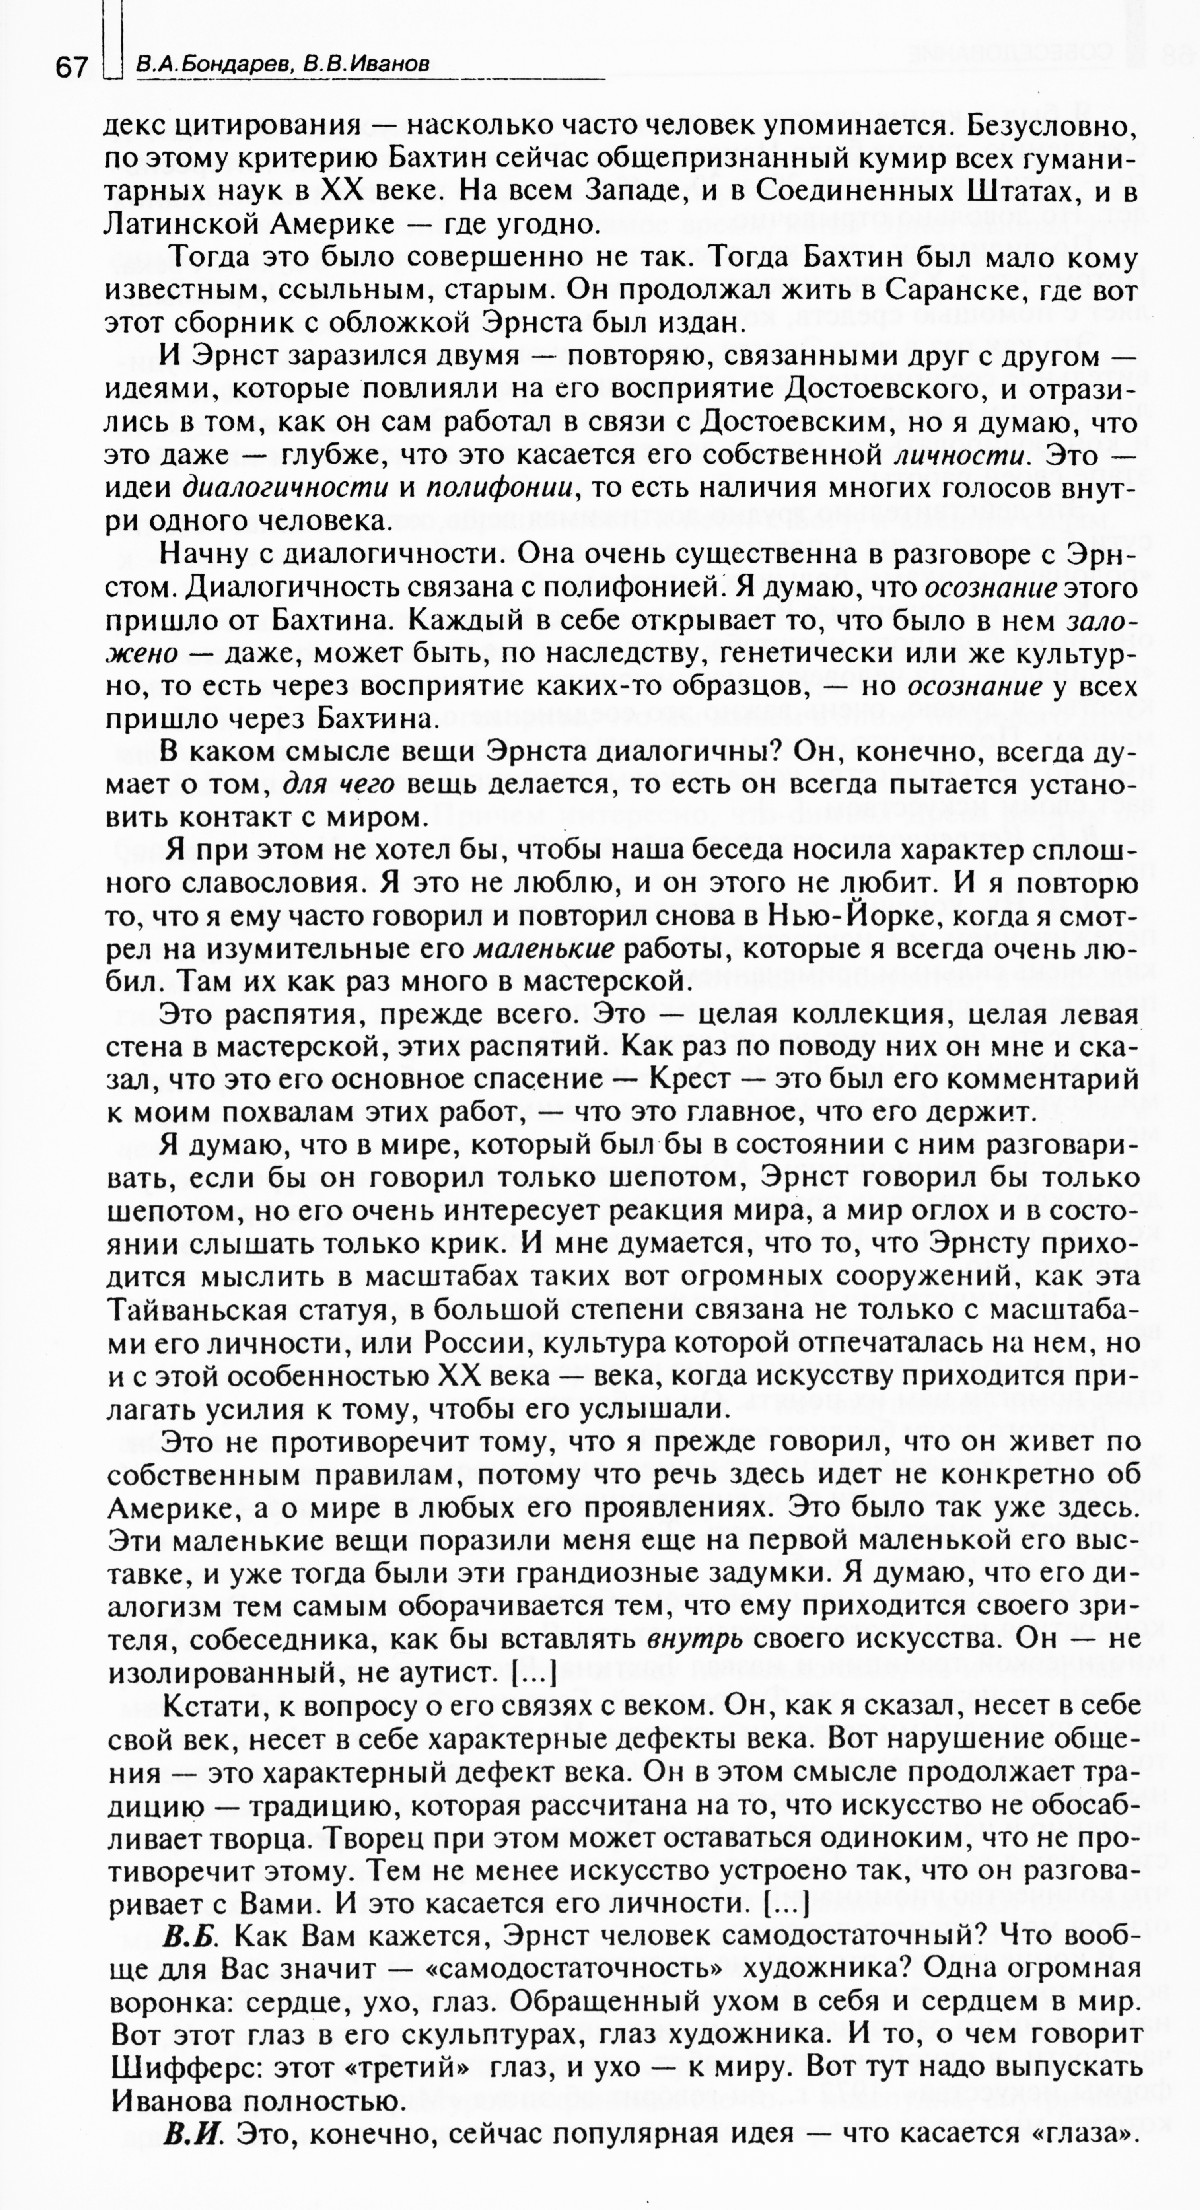 67 В.А.Бондарев, В.В.Иванов
декс цитирования — насколько часто человек упоминается. Безусловно,
по этому критерию Бахтин сейчас общепризнанный кумир всех гумани-
тарных наук в XX веке. На всем Западе, и в Соединенных Штатах, и в
Латинской Америке — где угодно.
Тогда это было совершенно не так. Тогда Бахтин был мало кому
известным, ссыльным, старым. Он продолжал жить в Саранске, где вот
этот сборник с обложкой Эрнста был издан.
И Эрнст заразился двумя — повторяю, связанными друг с другом —
идеями, которые повлияли на его восприятие Достоевского, и отрази-
лись в том, как он сам работал в связи с Достоевским, но я думаю, что
это даже — глубже, что это касается его собственной личности. Это —
идеи диалогичности и полифонии, то есть наличия многих голосов внут-
ри одного человека.
Начну с диалогичности. Она очень существенна в разговоре с Эрн-
стом. Диалогичность связана с полифонией. Я думаю, что осознание этого
пришло от Бахтина. Каждый в себе открывает то, что было в нем зало-
жено — даже, может быть, по наследству, генетически или же культур-
но, то есть через восприятие каких-то образцов, — но осознание у всех
пришло через Бахтина.
В каком смысле вещи Эрнста диалогичны? Он, конечно, всегда ду-
мает о том, для чего вещь делается, то есть он всегда пытается устано-
вить контакт с миром.
Я при этом не хотел бы, чтобы наша беседа носила характер сплош-
ного славословия. Я это не люблю, и он этого не любит. И я повторю
то, что я ему часто говорил и повторил снова в Нью-Йорке, когда я смот-
рел на изумительные его маленькие работы, которые я всегда очень лю-
бил. Там их как раз много в мастерской.
Это распятия, прежде всего. Это — целая коллекция, целая левая
стена в мастерской, этих распятий. Как раз по поводу них он мне и ска-
зал, что это его основное спасение — Крест — это был его комментарий
к моим похвалам этих работ, — что это главное, что его держит.
Я думаю, что в мире, который был бы в состоянии с ним разговари-
вать, если бы он говорил только шепотом, Эрнст говорил бы только
шепотом, но его очень интересует реакция мира, а мир оглох и в состо-
янии слышать только крик. И мне думается, что то, что Эрнсту прихо-
дится мыслить в масштабах таких вот огромных сооружений, как эта
Тайваньская статуя, в большой степени связана не только с масштаба-
ми его личности, или России, культура которой отпечаталась на нем, но
и с этой особенностью XX века — века, когда искусству приходится при-
лагать усилия к тому, чтобы его услышали.
Это не противоречит тому, что я прежде говорил, что он живет по
собственным правилам, потому что речь здесь идет не конкретно об
Америке, а о мире в любых его проявлениях. Это было так уже здесь.
Эти маленькие вещи поразили меня еще на первой маленькой его выс-
тавке, и уже тогда были эти грандиозные задумки. Я думаю, что его ди-
алогизм тем самым оборачивается тем, что ему приходится своего зри-
теля, собеседника, как бы вставлять внутрь своего искусства. Он — не
изолированный, не аутист. [...]
Кстати, к вопросу о его связях с веком. Он, как я сказал, несет в себе
свой век, несет в себе характерные дефекты века. Вот нарушение обще-
ния — это характерный дефект века. Он в этом смысле продолжает тра-
дицию — традицию, которая рассчитана на то, что искусство не обосаб-
ливает творца. Творец при этом может оставаться одиноким, что не про-
тиворечит этому. Тем не менее искусство устроено так, что он разгова-
ривает с Вами. И это касается его личности. [...]
В.Б. Как Вам кажется, Эрнст человек самодостаточный? Что вооб-
ще для Вас значит — «самодостаточность» художника? Одна огромная
воронка: сердце, ухо, глаз. Обращенный ухом в себя и сердцем в мир.
Вот этот глаз в его скульптурах, глаз художника. И то, о чем говорит
Шифферс: этот «третий» глаз, и ухо — к миру. Вот тут надо выпускать
Иванова полностью.
В.И. Это, конечно, сейчас популярная идея — что касается «глаза».